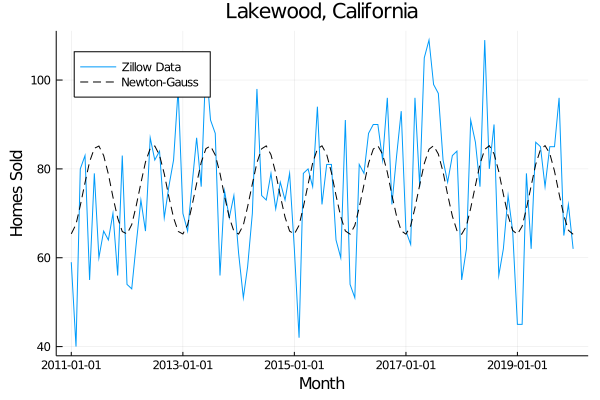 Lakewood, California
Zillow Data
Newton-Gauss
Homes Sold
100
80
60
40
2011-01-01 2013-01-01 2015-01-01 2017-01-01 2019-01-01
Month